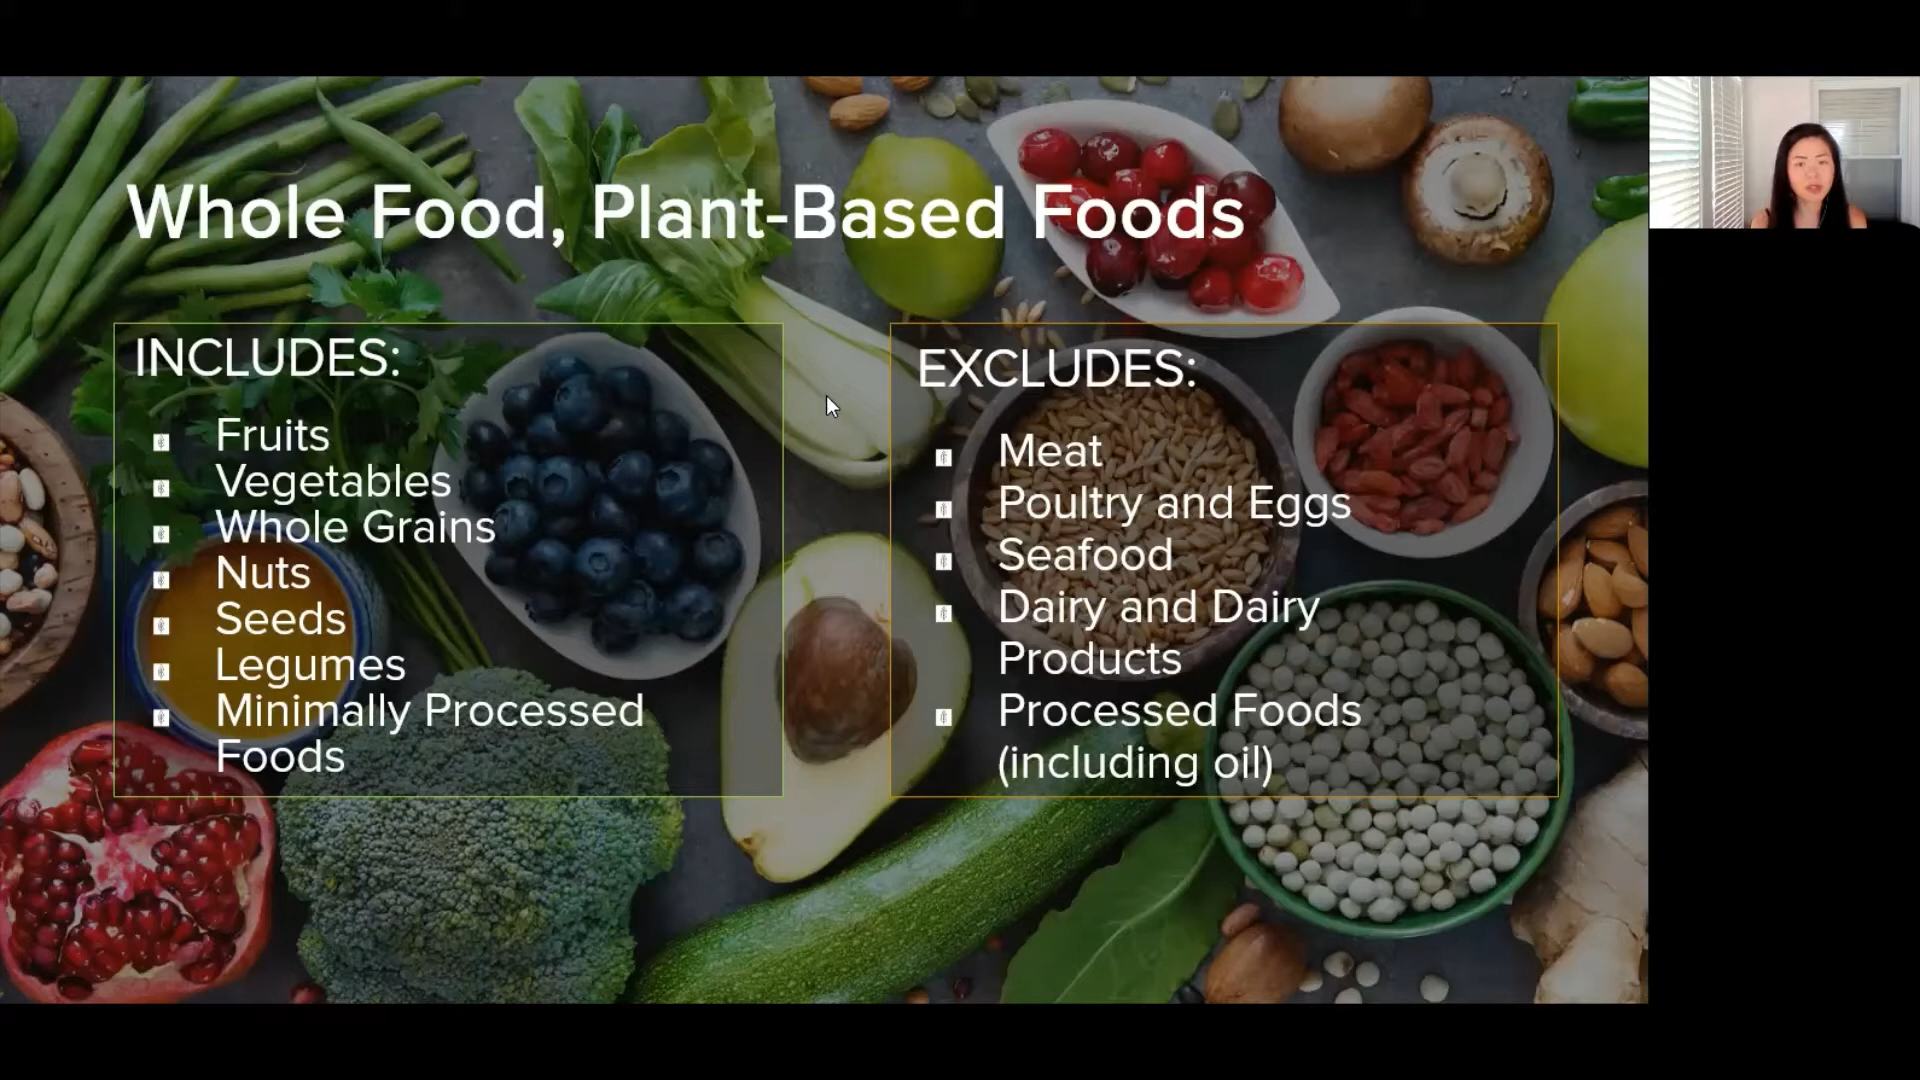 Whole Food, Plant-Based Foods
INCLUDES:
Fruits
Vegetables
Whole Grains
Nuts
Seeds
Legumes
Minimally Processed
Foods
EXCLUDES:
Meat
Poultry and Eggs
Seafood
Dairy and Dairy
Products
Processed Foods
(including oil)